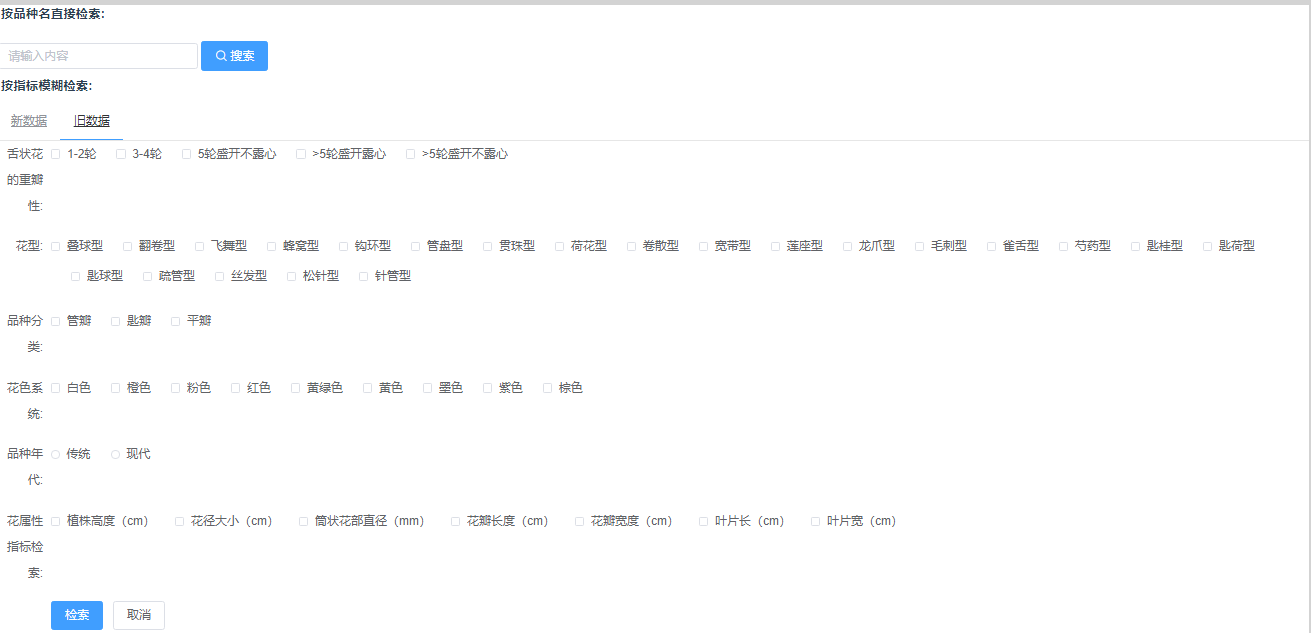 按品种名直接检索:
请输入内容 搜索
按指标模糊检索:
新数据 旧数据
舌状花 1-2轮 3-4轮 5轮盛开不露心 >5轮盛开露心 >5轮盛开不露心
的重瓣
性:
花型: 叠球型 翻卷型 飞舞型 蜂窝型 钩环型 管盘型 贯珠型 荷花型 卷散型 宽带型 莲座型 龙爪型 毛刺型 雀舌型 芍药型 匙桂型 匙荷型
匙球型 疏管型 丝发型 松针型 针管型
品种分 管瓣 匙瓣 平瓣
类:
花色系 白色 橙色 粉色 红色 黄绿色 黄色 墨色 紫色 棕色
统:
品种年 传统 现代
代:
花属性 植株高度（cm） 花径大小（cm） 筒状花部直径（mm） 花瓣长度（cm） 花瓣宽度（cm） 叶片长（cm） 叶片宽（cm）
指标检
索:
检索 取消